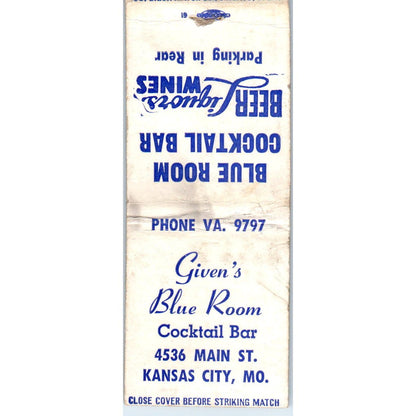 BLUE ROOM
COCKTAIL BAR
BEER Liquors WINES
Parking in Rear
PHONE VA. 9797
Given's
Blue Room
Cocktail Bar
4536 MAIN ST.
KANSAS CITY, MO.
CLOSE COVER BEFORE STRIKING MATCH